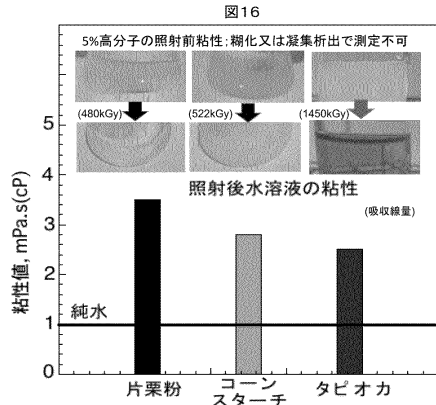 図16
5%高分子の照射前粘性;糊化又は凝集析出で測定不可
(480kGy)
(522kGy)
(1450kGy)
照射後水溶液の粘性
(吸収線量)
粘性値, mPa.s(cP)
5
4
3
2
1
0
純水
片栗粉
コーン
スターチ
タピオカ